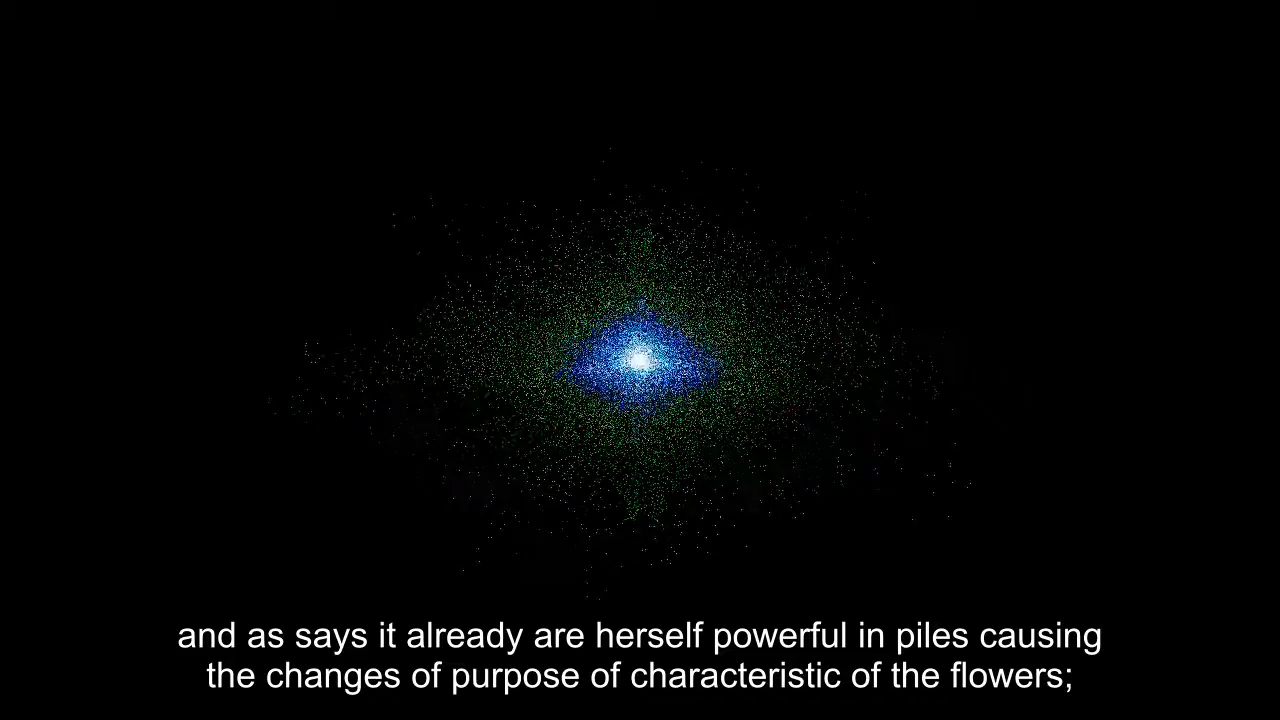 and as says it already are herself powerful in piles causing
the changes of purpose of characteristic of the flowers;